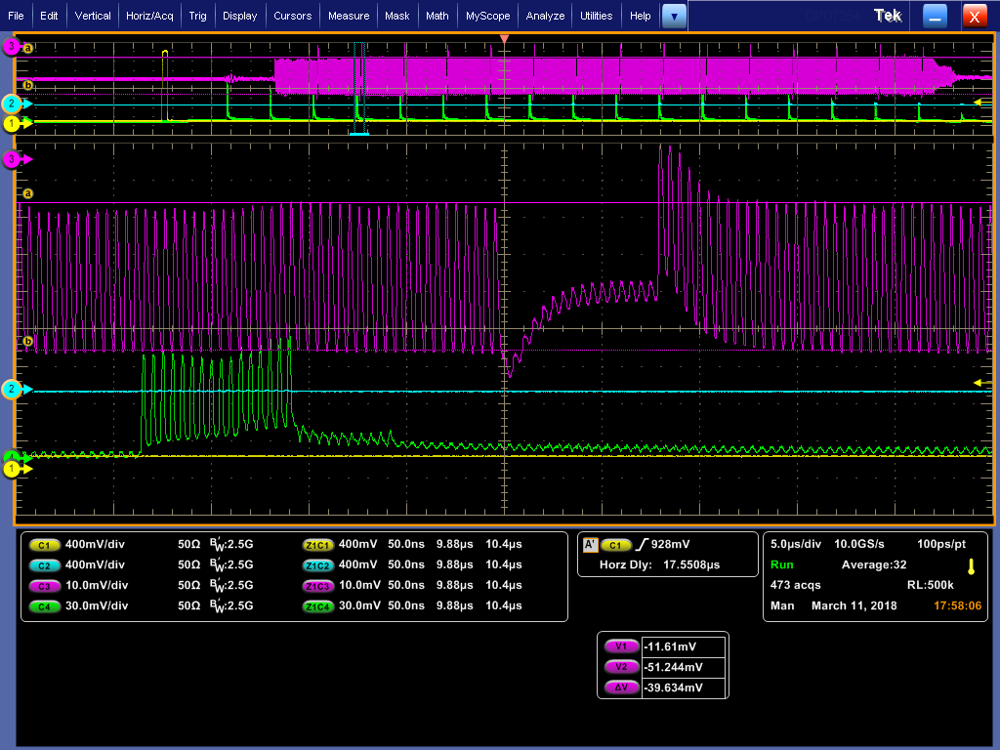 File Edit Vertical Horiz/Acq Trig Display Cursors Measure Mask Math MyScope Analyze Utilities Help Tek X
3 a
b
2
1
3
a
b
2
1
C1 400mV/div 50Ω BW:2.5G Z1C1 400mV 50.0ns 9.88µs 10.4µs
C2 400mV/div 50Ω BW:2.5G Z1C2 400mV 50.0ns 9.88µs 10.4µs
C3 10.0mV/div 50Ω BW:2.5G Z1C3 10.0mV 50.0ns 9.88µs 10.4µs
C4 30.0mV/div 50Ω BW:2.5G Z1C4 30.0mV 50.0ns 9.88µs 10.4µs
A' C1 928mV
Horz Dly: 17.5508µs
5.0µs/div 10.0GS/s 100ps/pt
Run Average:32
473 acqs RL:500k
Man March 11, 2018 17:58:06
V1 -11.61mV
V2 -51.244mV
ΔV -39.634mV